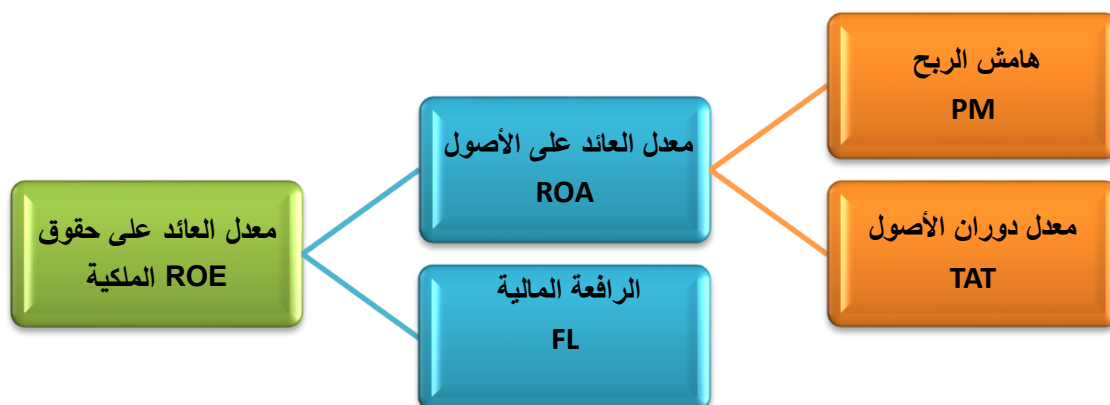 هامش الربح
PM
معدل العائد على الأصول
ROA
معدل دوران الأصول
TAT
معدل العائد على حقوق
الملكية ROE
الرافعة المالية
FL